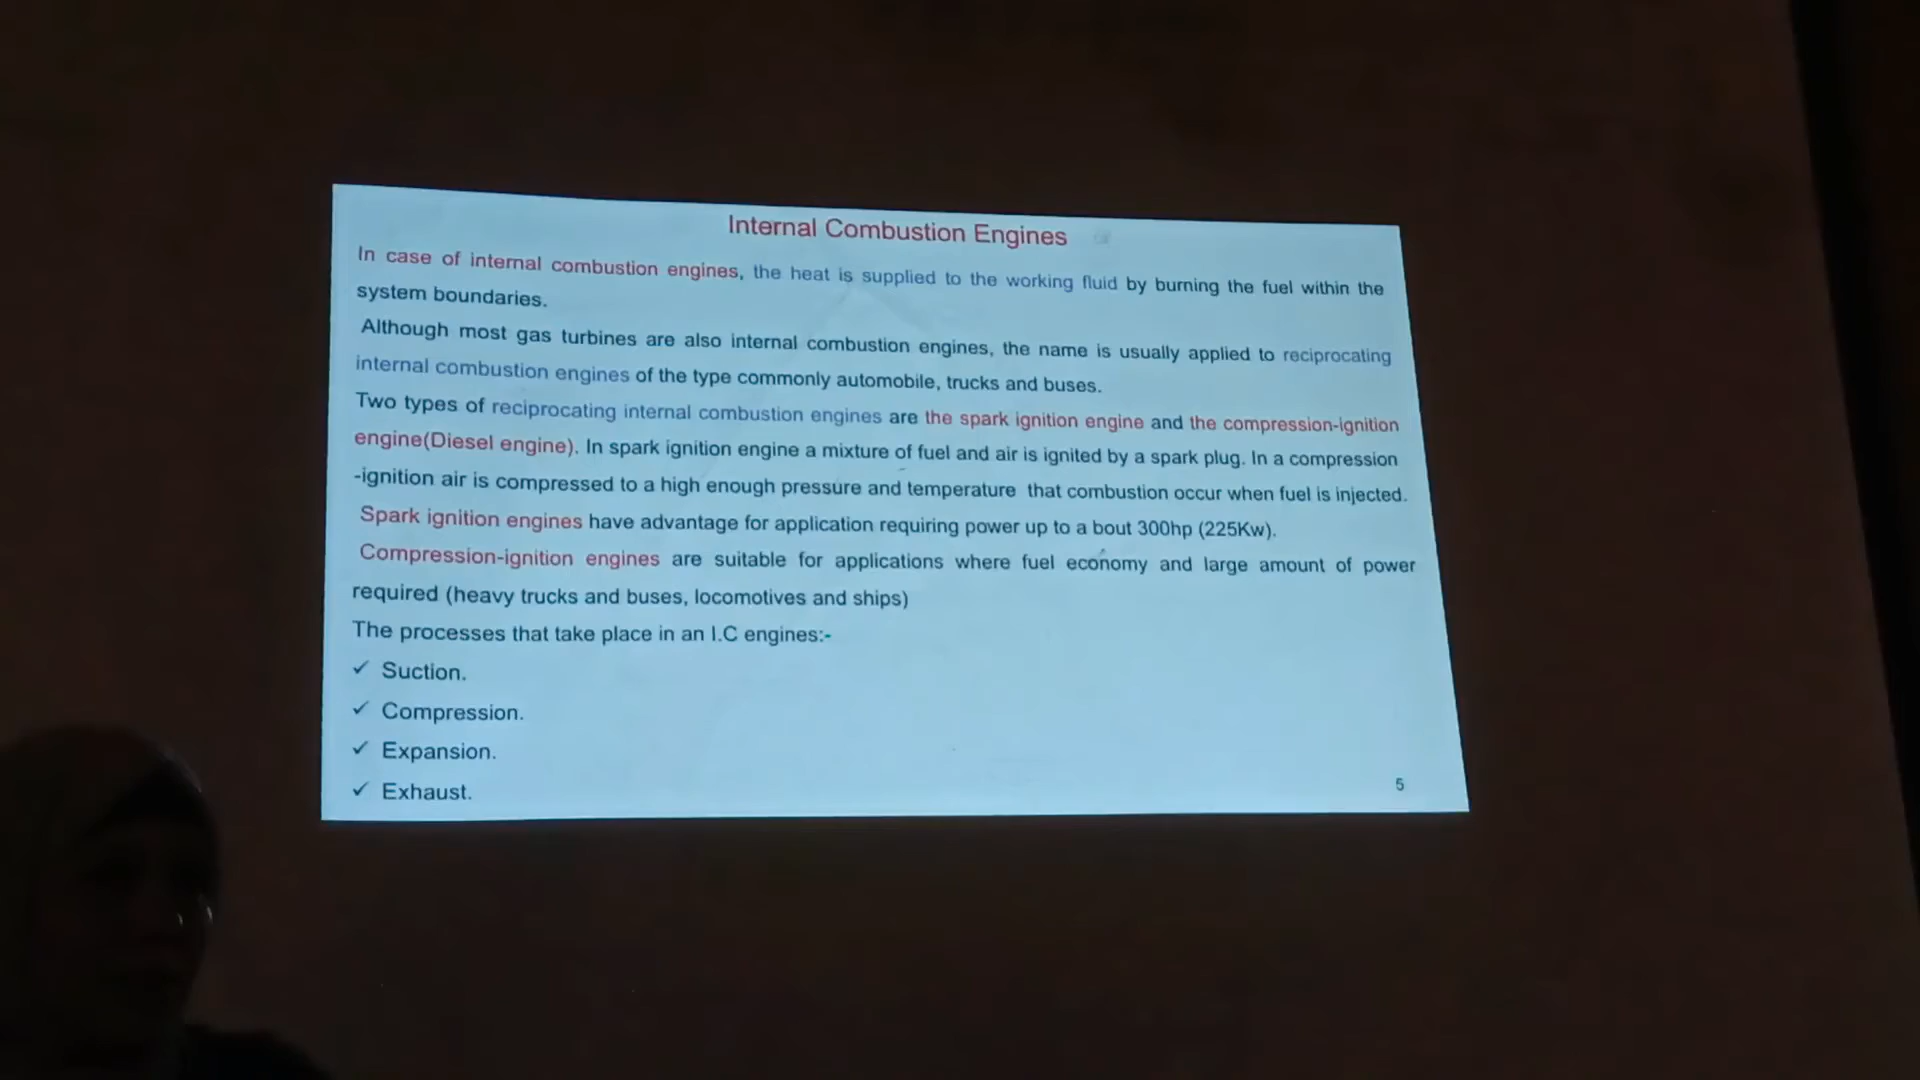 Internal Combustion Engines
In case of internal combustion engines, the heat is supplied to the working fluid by burning the fuel within the
system boundaries.
Although most gas turbines are also internal combustion engines, the name is usually applied to reciprocating
internal combustion engines of the type commonly automobile, trucks and buses.
Two types of reciprocating internal combustion engines are the spark ignition engine and the compression-ignition
engine(Diesel engine). In spark ignition engine a mixture of fuel and air is ignited by a spark plug. In a compression
-ignition air is compressed to a high enough pressure and temperature that combustion occur when fuel is injected.
Spark ignition engines have advantage for application requiring power up to a bout 300hp (225Kw).
Compression-ignition engines are suitable for applications where fuel economy and large amount of power
required (heavy trucks and buses, locomotives and ships)
The processes that take place in an I.C engines:-
✓ Suction.
✓ Compression.
✓ Expansion.
✓ Exhaust.
5